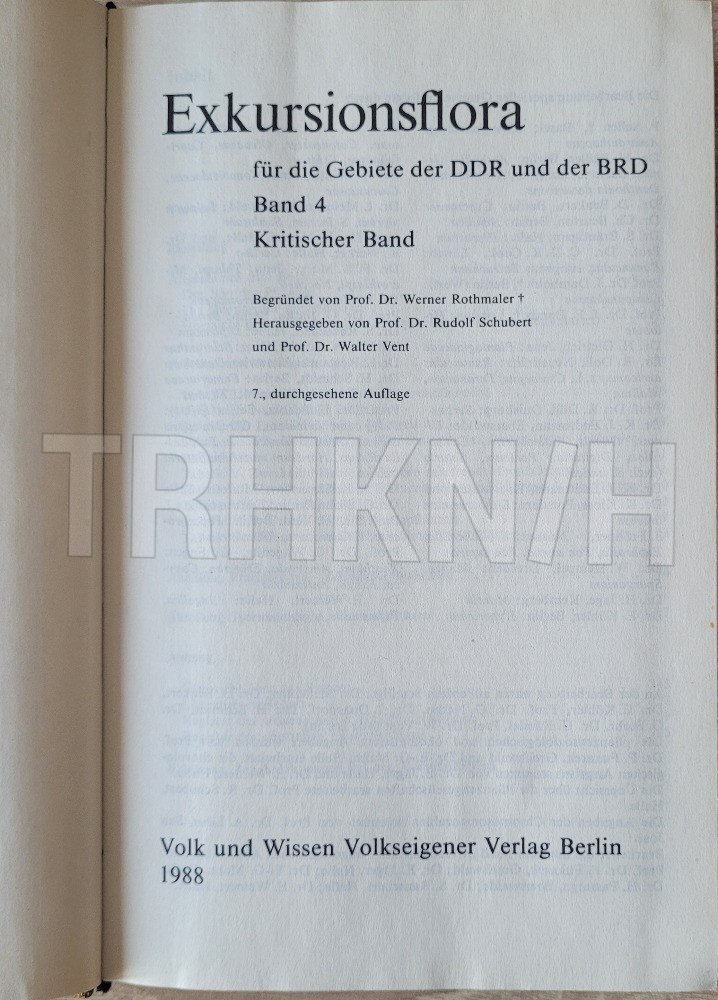 Exkursionsflora
für die Gebiete der DDR und der BRD
Band 4
Kritischer Band
Begründet von Prof. Dr. Werner Rothmaler †
Herausgegeben von Prof. Dr. Rudolf Schubert
und Prof. Dr. Walter Vent
7., durchgesehene Auflage
TRHKN/H
Volk und Wissen Volkseigener Verlag Berlin
1988